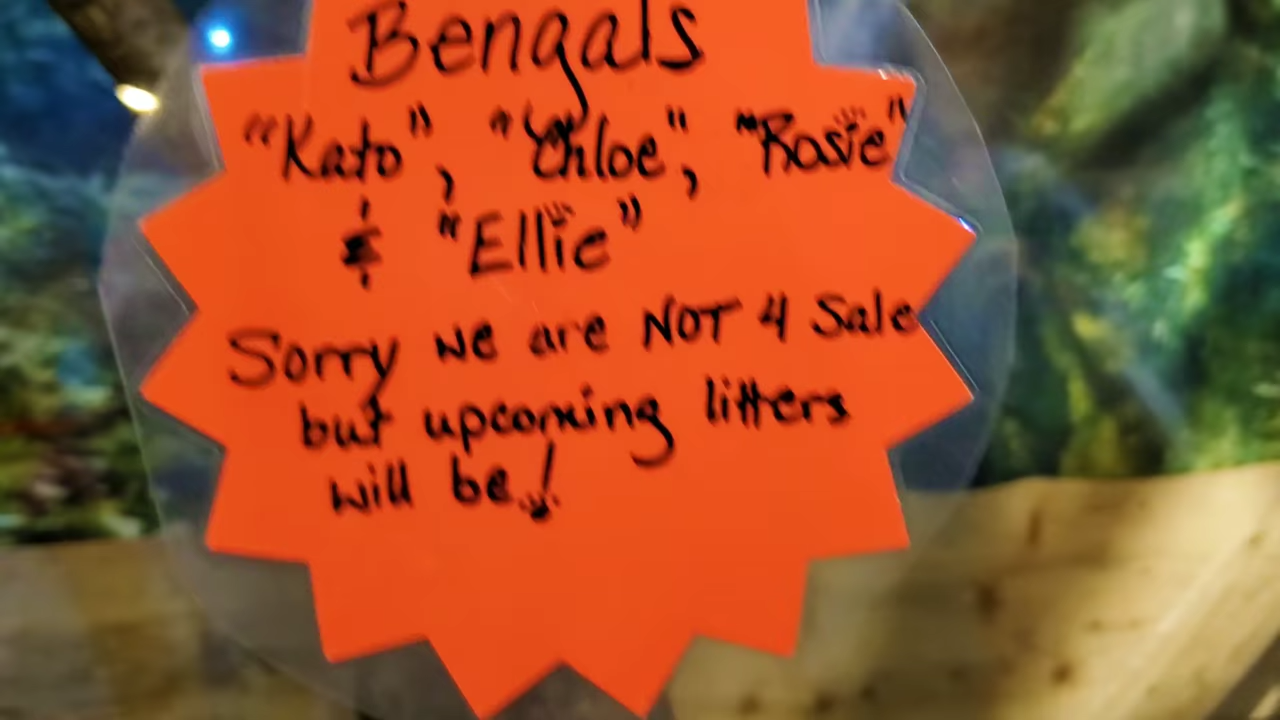 Bengals
"Kato", "Chloe", "Rosie"
& "Ellie"
Sorry we are NOT 4 Sale
but upcoming litters
will be!